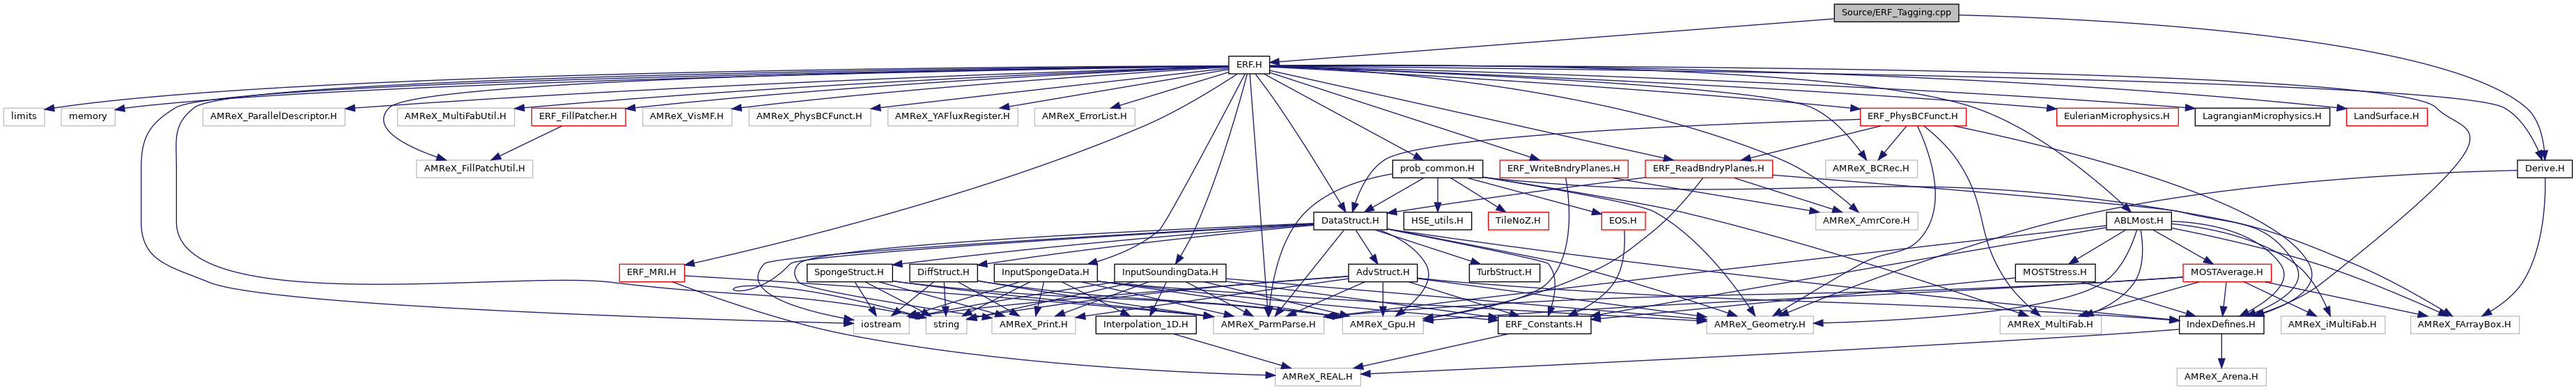 Source/ERF_Tagging.cpp
ERF.H
limits
memory
AMReX_ParallelDescriptor.H
AMReX_MultiFabUtil.H
ERF_FillPatcher.H
AMReX_VisMF.H
AMReX_PhysBCFunct.H
AMReX_YAFluxRegister.H
AMReX_ErrorList.H
ERF_PhysBCFunct.H
EulerianMicrophysics.H
LagrangianMicrophysics.H
LandSurface.H
AMReX_FillPatchUtil.H
prob_common.H
ERF_WriteBndryPlanes.H
ERF_ReadBndryPlanes.H
AMReX_BCRec.H
Derive.H
DataStruct.H
HSE_utils.H
TileNoZ.H
EOS.H
AMReX_AmrCore.H
ABLMost.H
ERF_MRI.H
SpongeStruct.H
DiffStruct.H
InputSpongeData.H
InputSoundingData.H
AdvStruct.H
TurbStruct.H
MOSTStress.H
MOSTAverage.H
iostream
string
AMReX_Print.H
Interpolation_1D.H
AMReX_ParmParse.H
AMReX_Gpu.H
ERF_Constants.H
AMReX_Geometry.H
AMReX_MultiFab.H
IndexDefines.H
AMReX_iMultiFab.H
AMReX_FArrayBox.H
AMReX_REAL.H
AMReX_Arena.H